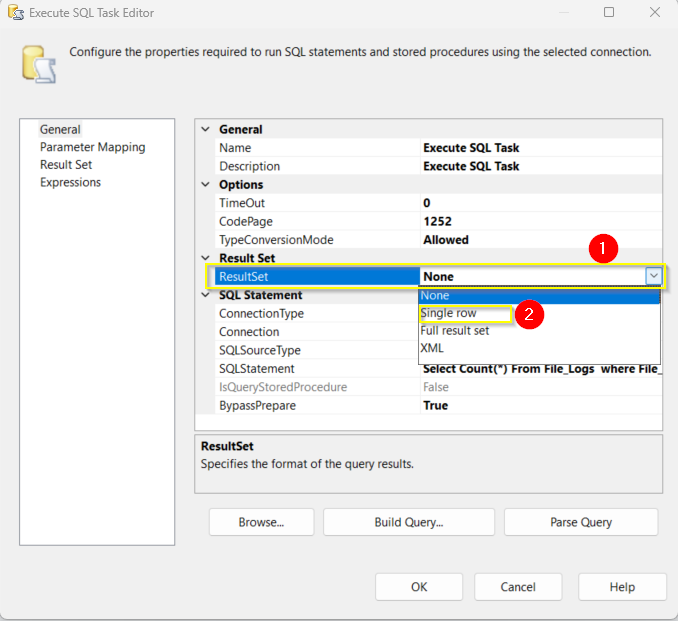 Execute SQL Task Editor
Configure the properties required to run SQL statements and stored procedures using the selected connection.
General
Parameter Mapping
Result Set
Expressions
General
Name Execute SQL Task
Description Execute SQL Task
Options
TimeOut 0
CodePage 1252
TypeConversionMode Allowed
1
Result Set
ResultSet None
SQL Statement None
ConnectionType Single row 2
Connection Full result set
SQLSourceType XML
SQLStatement Select Count(*) From File_Logs where File_
IsQueryStoredProcedure False
BypassPrepare True
ResultSet
Specifies the format of the query results.
Browse... Build Query... Parse Query
OK Cancel Help